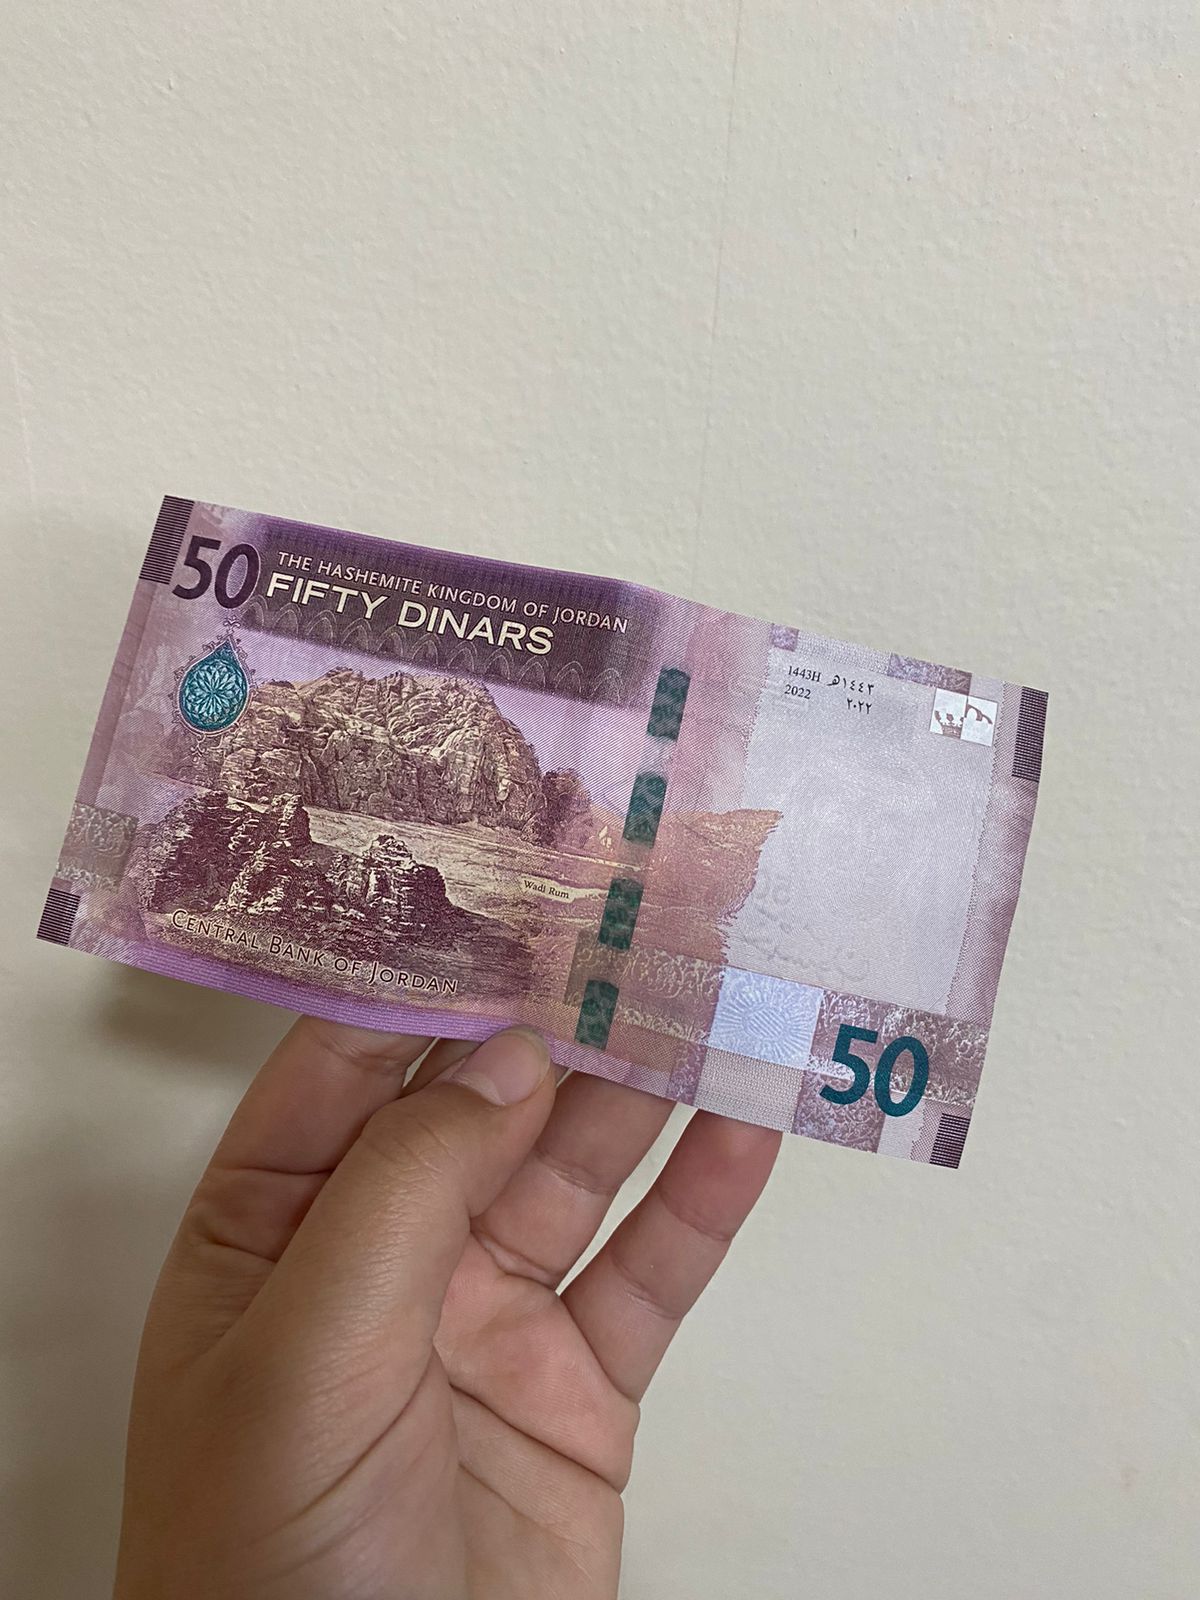 50
THE HASHEMITE KINGDOM OF JORDAN
FIFTY DINARS
1443H ١٤٤٣هـ
2022 ٢٠٢٢
Wadi Rum
CENTRAL BANK OF JORDAN
50